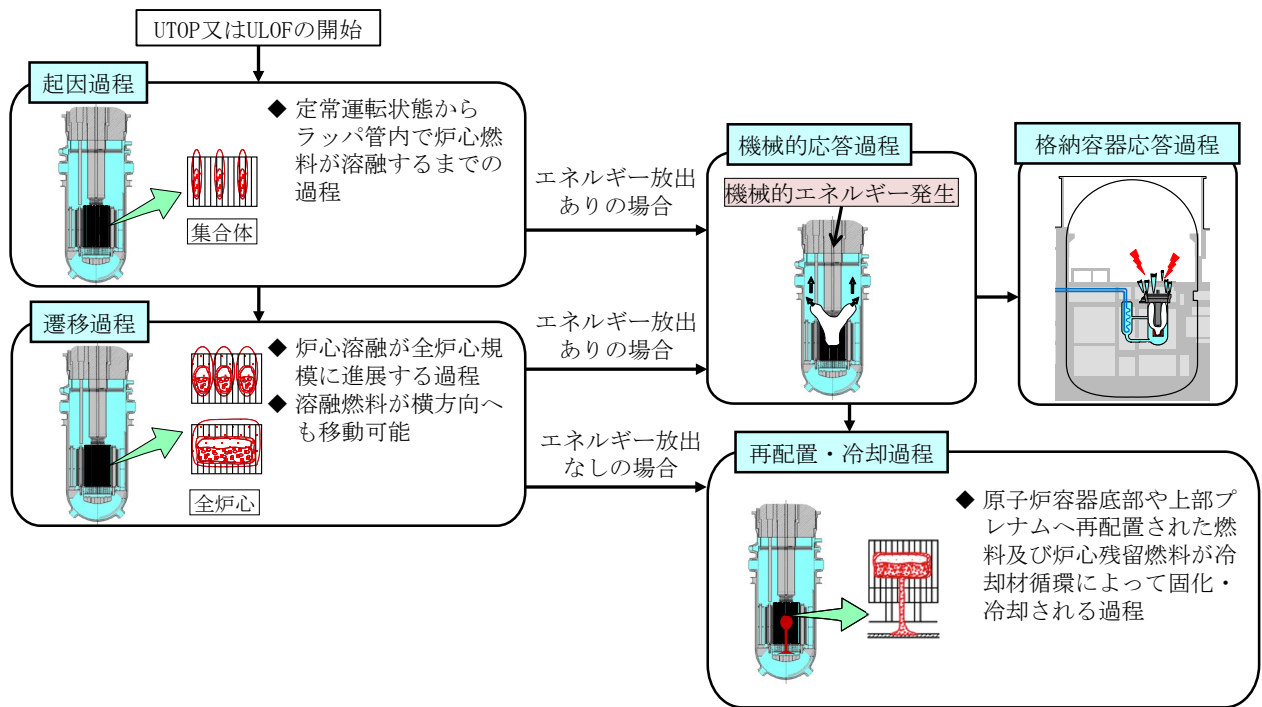 UTOP又はULOFの開始
起因過程
◆ 定常運転状態から
ラッパ管内で炉心燃
料が溶融するまでの
過程
集合体
エネルギー放出
ありの場合
機械的応答過程
機械的エネルギー発生
格納容器応答過程
遷移過程
◆ 炉心溶融が全炉心規
模に進展する過程
◆ 溶融燃料が横方向へ
も移動可能
全炉心
エネルギー放出
ありの場合
エネルギー放出
なしの場合
再配置・冷却過程
◆ 原子炉容器底部や上部プ
レナムへ再配置された燃
料及び炉心残留燃料が冷
却材循環によって固化・
冷却される過程